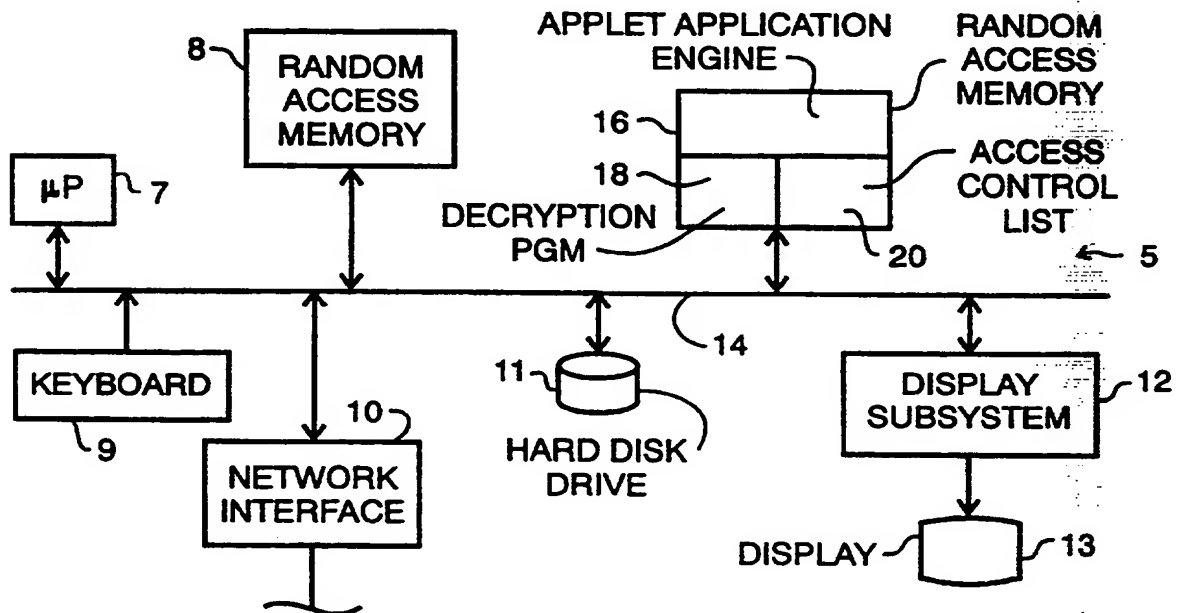 8
RANDOM
ACCESS
MEMORY
APPLET APPLICATION
ENGINE
RANDOM
ACCESS
MEMORY
16
18
DECRYPTION
PGM
ACCESS
CONTROL
LIST
20
μP
7
5
14
KEYBOARD
9
10
NETWORK
INTERFACE
11
HARD DISK
DRIVE
DISPLAY
SUBSYSTEM
12
DISPLAY
13